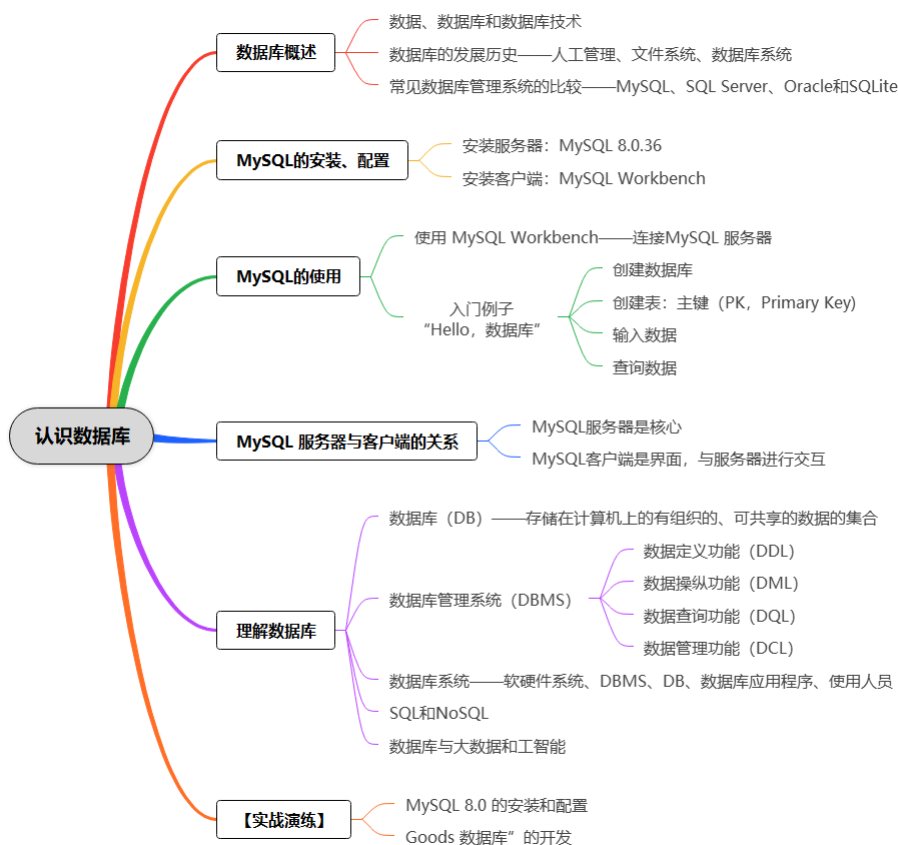 认识数据库
数据库概述
数据、数据库和数据库技术
数据库的发展历史——人工管理、文件系统、数据库系统
常见数据库管理系统的比较——MySQL、SQL Server、Oracle和SQLite
MySQL的安装、配置
安装服务器：MySQL 8.0.36
安装客户端：MySQL Workbench
MySQL的使用
使用 MySQL Workbench——连接MySQL 服务器
入门例子
“Hello，数据库”
创建数据库
创建表：主键（PK，Primary Key)
输入数据
查询数据
MySQL 服务器与客户端的关系
MySQL服务器是核心
MySQL客户端是界面，与服务器进行交互
理解数据库
数据库（DB）——存储在计算机上的有组织的、可共享的数据的集合
数据库管理系统（DBMS）
数据定义功能（DDL）
数据操纵功能（DML）
数据查询功能（DQL）
数据管理功能（DCL）
数据库系统——软硬件系统、DBMS、DB、数据库应用程序、使用人员
SQL和NoSQL
数据库与大数据和工智能
【实战演练】
MySQL 8.0 的安装和配置
Goods 数据库”的开发